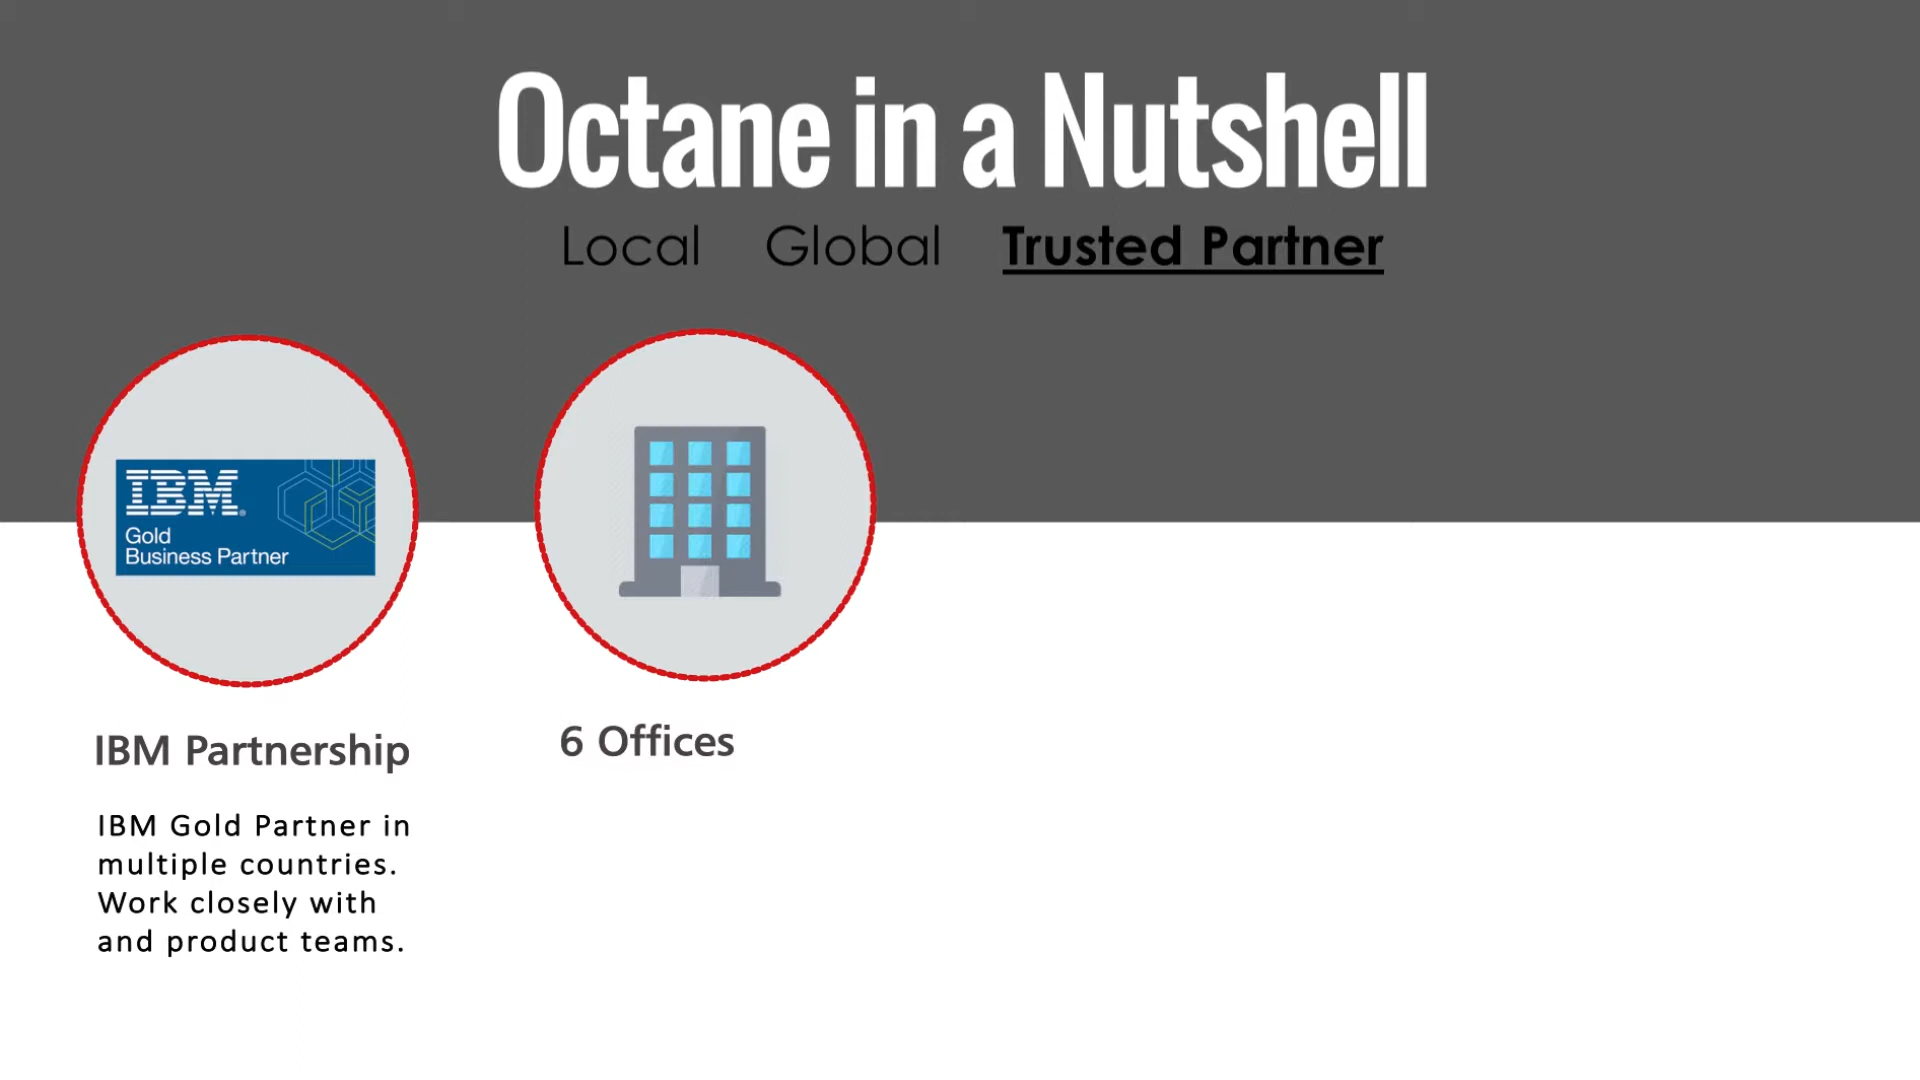 Octane in a Nutshell
Local Global Trusted Partner
IBM.
Gold
Business Partner
IBM Partnership
6 Offices
IBM Gold Partner in
multiple countries.
Work closely with
and product teams.